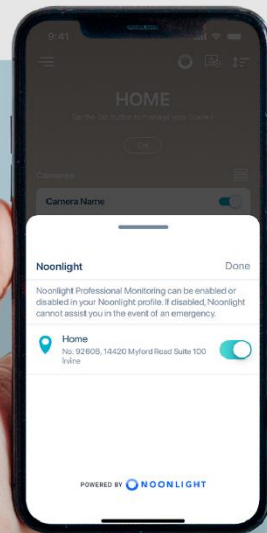 9:41
HOME
Cameras
Camera Name
Noonlight Done
Noonlight Professional Monitoring can be enabled or
disabled in your Noonlight profile. If disabled, Noonlight
cannot assist you in the event of an emergency.
Home
No. 92606, 14420 Myford Road Suite 100
Irvine
POWERED BY NOONLIGHT